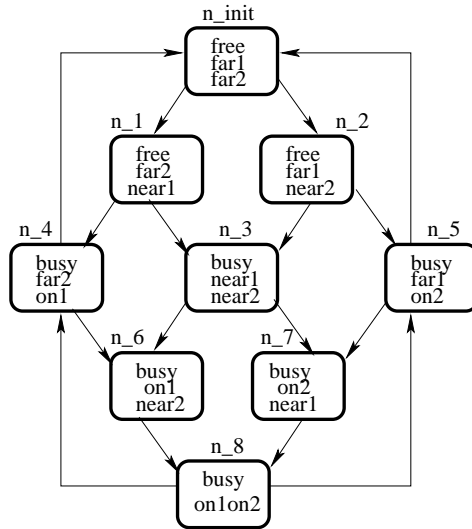 n_init
free
far1
far2
n_1
n_2
free
far2
near1
free
far1
near2
n_4
n_3
n_5
busy
far2
on1
busy
near1
near2
busy
far1
on2
n_6
n_7
busy
on1
near2
busy
on2
near1
n_8
busy
on1on2